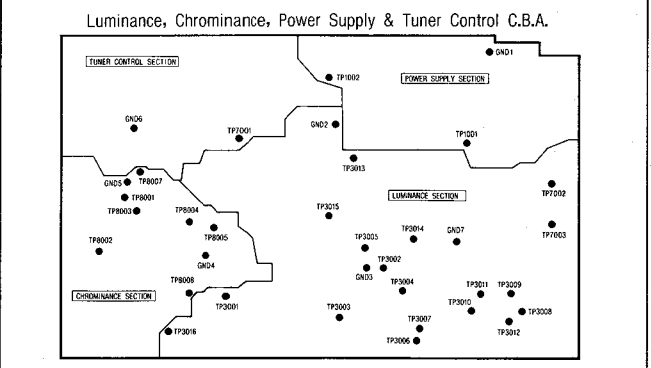 Luminance, Chrominance, Power Supply & Tuner Control C.B.A.
GND1
TUNER CONTROL SECTION
TP1002
POWER SUPPLY SECTION
GND6
GND2
TP7001
TP1001
TP3013
GND5
TP8007
LUMINANCE SECTION
TP7002
TP8001
TP8003
TP8004
TP3015
TP8005
TP3014
GND7
TP7003
TP3005
TP8002
GND4
TP3002
GND3
TP8008
TP3004
TP3011
TP3009
CHROMINANCE SECTION
TP3001
TP3003
TP3010
TP3008
TP3007
TP3012
TP3016
TP3006